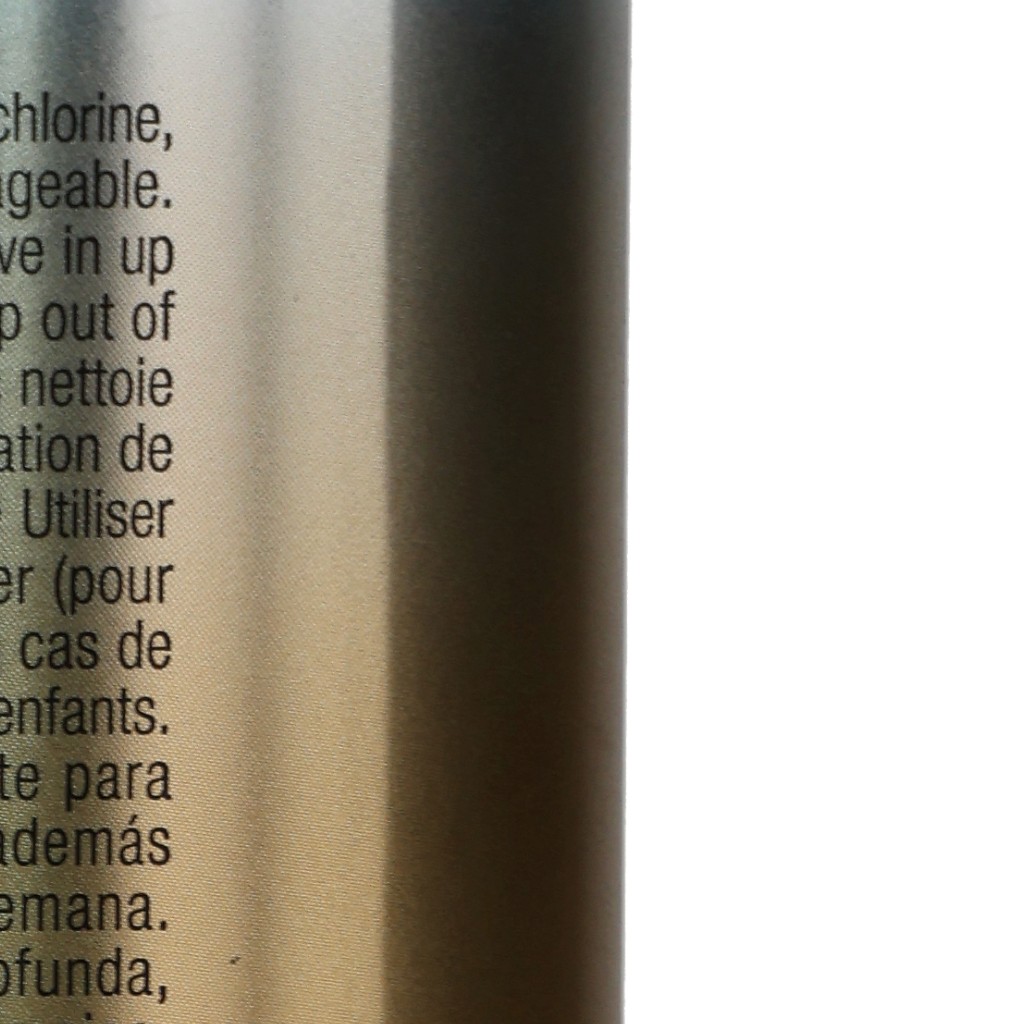 chlorine,
ageable.
ve in up
p out of
nettoie
ation de
Utiliser
er (pour
cas de
enfants.
te para
además
emana.
ofunda,